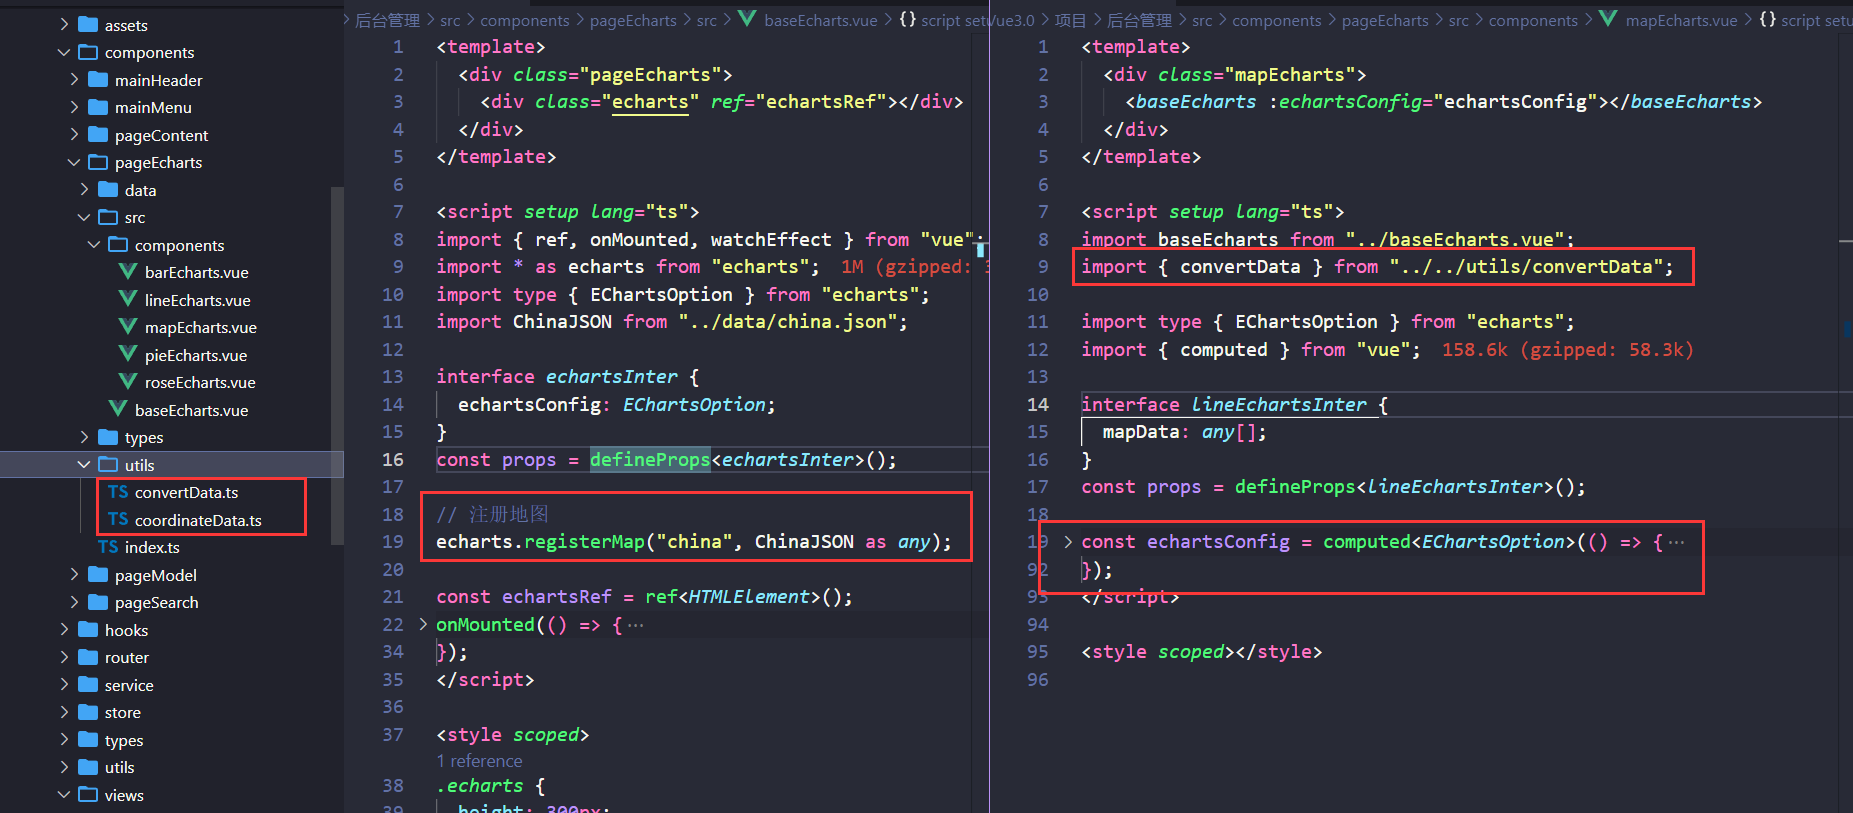 assets
components
mainHeader
mainMenu
pageContent
pageEcharts
data
src
components
barEcharts.vue
lineEcharts.vue
mapEcharts.vue
pieEcharts.vue
roseEcharts.vue
baseEcharts.vue
types
utils
TS convertData.ts
TS coordinateData.ts
TS index.ts
pageModel
pageSearch
hooks
router
service
store
types
utils
views
> 后台管理 > src > components > pageEcharts > src > baseEcharts.vue > {} script set
1 <template>
2 <div class="pageEcharts">
3 <div class="echarts" ref="echartsRef"></div>
4 </div>
5 </template>
6
7 <script setup lang="ts">
8 import { ref, onMounted, watchEffect } from "vue";
9 import * as echarts from "echarts"; 1M (gzipped: 3
10 import type { EChartsOption } from "echarts";
11 import ChinaJSON from "../data/china.json";
12
13 interface echartsInter {
14 echartsConfig: EChartsOption;
15 }
16 const props = defineProps<echartsInter>();
17
18 // 注册地图
19 echarts.registerMap("china", ChinaJSON as any);
20
21 const echartsRef = ref<HTMLElement>();
22 > onMounted(() => { ···
34 });
35 </script>
36
37 <style scoped>
1 reference
38 .echarts {
39 height: 300px;
/ue3.0 > 项目 > 后台管理 > src > components > pageEcharts > src > components > mapEcharts.vue > {} script setu
1 <template>
2 <div class="mapEcharts">
3 <baseEcharts :echartsConfig="echartsConfig"></baseEcharts>
4 </div>
5 </template>
6
7 <script setup lang="ts">
8 import baseEcharts from "../baseEcharts.vue";
9 import { convertData } from "../../utils/convertData";
10
11 import type { EChartsOption } from "echarts";
12 import { computed } from "vue"; 158.6k (gzipped: 58.3k)
13
14 interface lineEchartsInter {
15 mapData: any[];
16 }
17 const props = defineProps<lineEchartsInter>();
18
19 > const echartsConfig = computed<EChartsOption>(() => { ···
92 });
93 </script>
94
95 <style scoped></style>
96